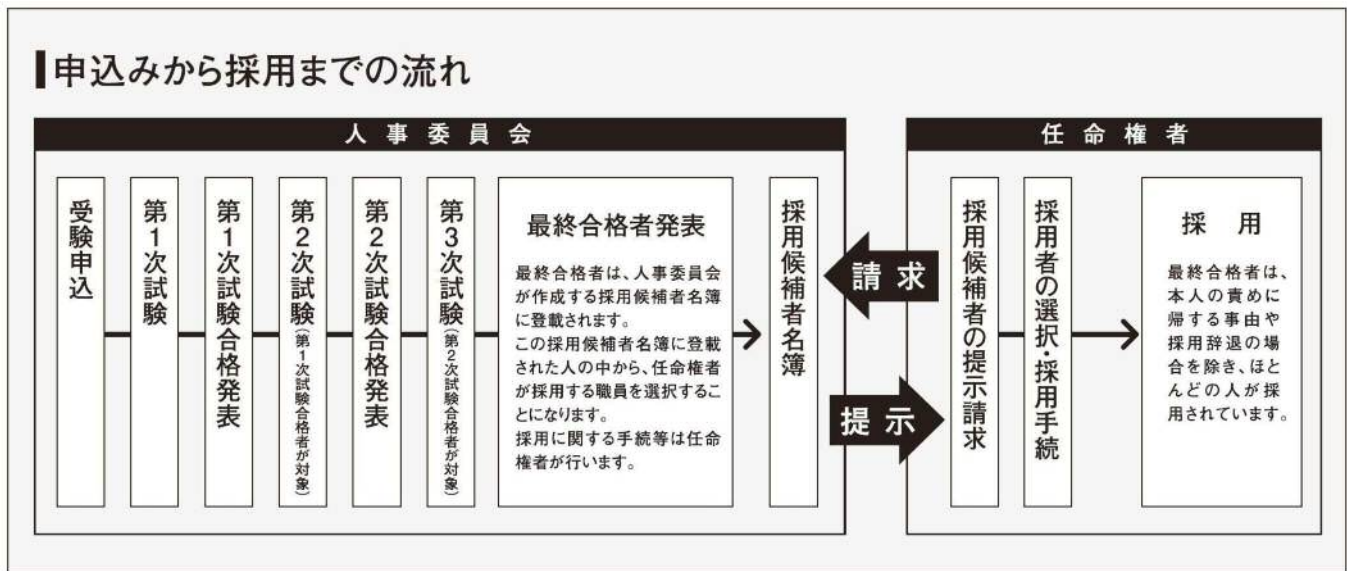 申込みから採用までの流れ
人事委員会
受験申込
第1次試験
第1次試験合格発表
第2次試験(第1次試験合格者が対象)
第2次試験合格発表
第3次試験(第2次試験合格者が対象)
最終合格者発表
最終合格者は、人事委員会
が作成する採用候補者名簿
に登載されます。
この採用候補者名簿に登載
された人の中から、任命権者
が採用する職員を選択するこ
とになります。
採用に関する手続等は任命
権者が行います。
採用候補者名簿
請求
提示
任命権者
採用候補者の提示請求
採用者の選択・採用手続
採用
最終合格者は、
本人の責めに
帰する事由や
採用辞退の場
合を除き、ほと
んどの人が採
用されています。